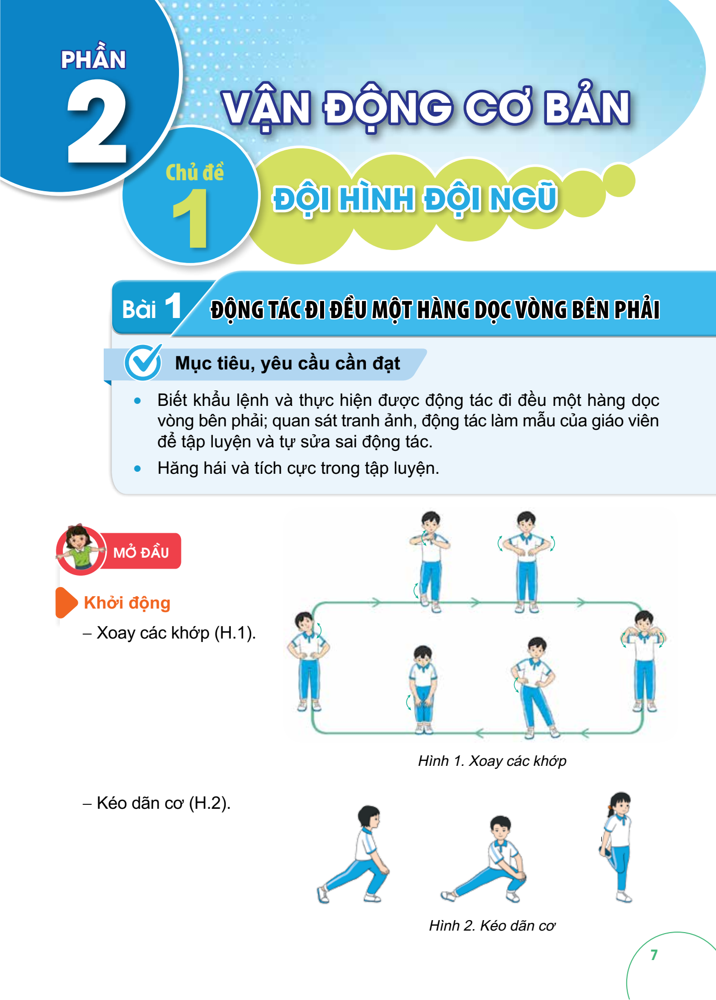 PHẦN
2
VẬN ĐỘNG CƠ BẢN
Chủ đề
1
ĐỘI HÌNH ĐỘI NGŨ
Bài 1
ĐỘNG TÁC ĐI ĐỀU MỘT HÀNG DỌC VÒNG BÊN PHẢI
Mục tiêu, yêu cầu cần đạt
• Biết khẩu lệnh và thực hiện được động tác đi đều một hàng dọc
vòng bên phải; quan sát tranh ảnh, động tác làm mẫu của giáo viên
để tập luyện và tự sửa sai động tác.
• Hăng hái và tích cực trong tập luyện.
MỞ ĐẦU
Khởi động
– Xoay các khớp (H.1).
Hình 1. Xoay các khớp
– Kéo dãn cơ (H.2).
Hình 2. Kéo dãn cơ
7